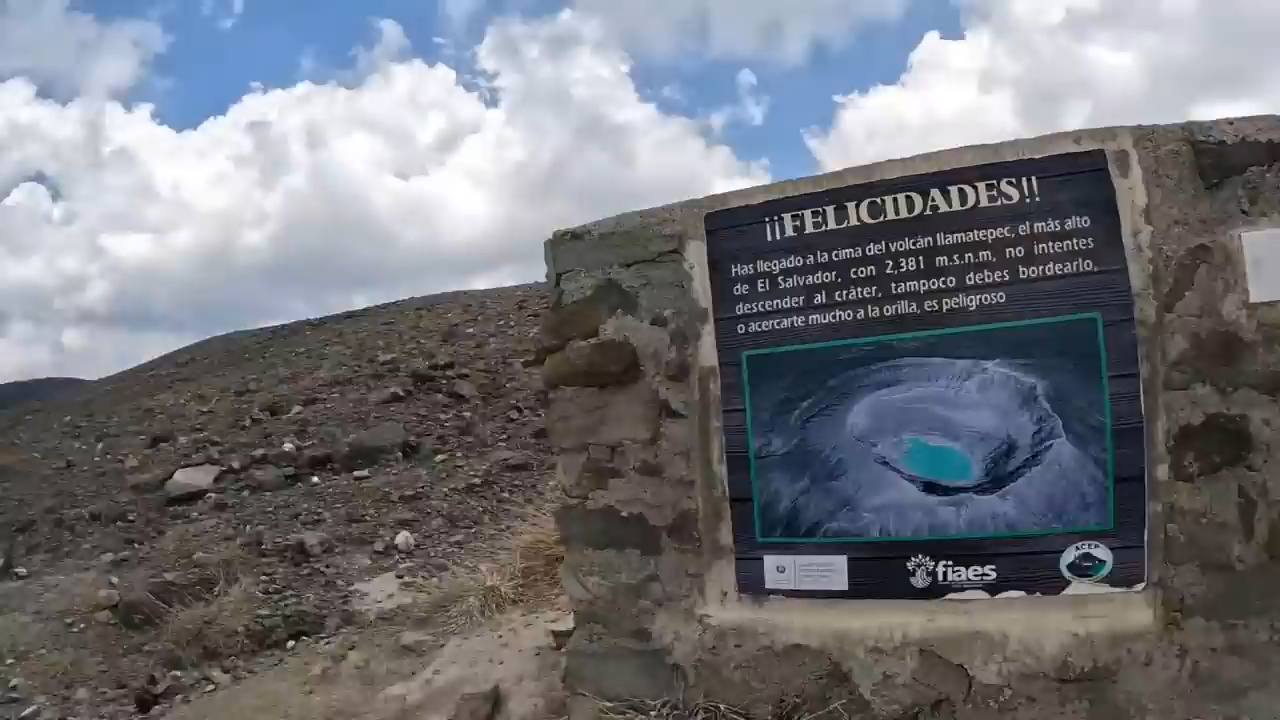 ¡¡FELICIDADES!!
Has llegado a la cima del volcán Ilamatepec, el más alto
de El Salvador, con 2,381 m.s.n.m, no intentes
descender al cráter, tampoco debes bordearlo,
o acercarte mucho a la orilla, es peligroso
fiaes
ACEP